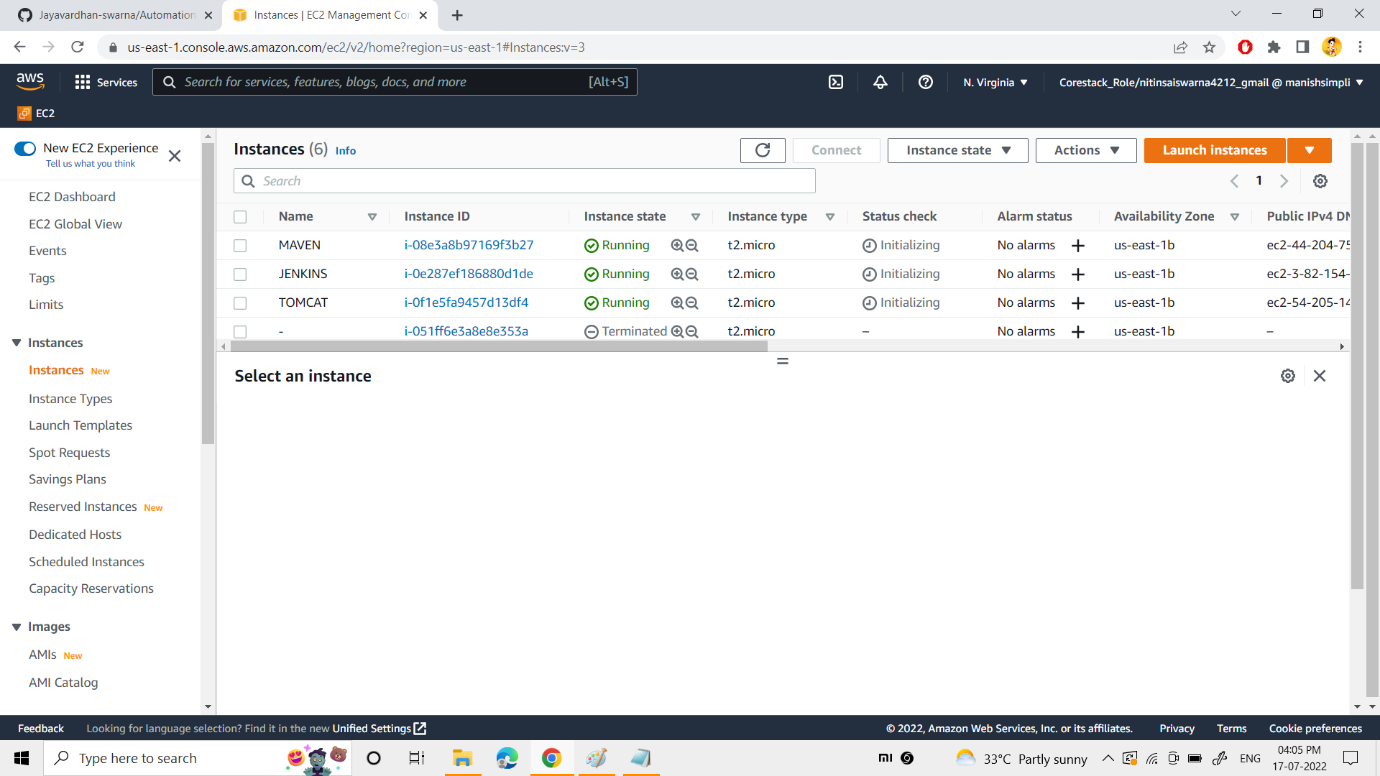 Jayavardhan-swarna/Automation
Instances | EC2 Management Con
us-east-1.console.aws.amazon.com/ec2/v2/home?region=us-east-1#Instances:v=3
aws
Services
Search for services, features, blogs, docs, and more
[Alt+S]
N. Virginia
Corestack_Role/nitinsaiswarna4212_gmail @ manishsimpli
EC2
New EC2 Experience
Tell us what you think
EC2 Dashboard
EC2 Global View
Events
Tags
Limits
Instances
Instances New
Instance Types
Launch Templates
Spot Requests
Savings Plans
Reserved Instances New
Dedicated Hosts
Scheduled Instances
Capacity Reservations
Images
AMIs New
AMI Catalog
Instances (6) Info
Connect
Instance state
Actions
Launch instances
Search
1
Name Instance ID Instance state Instance type Status check Alarm status Availability Zone Public IPv4 DN
MAVEN i-08e3a8b97169f3b27 Running t2.micro Initializing No alarms + us-east-1b ec2-44-204-75
JENKINS i-0e287ef186880d1de Running t2.micro Initializing No alarms + us-east-1b ec2-3-82-154-
TOMCAT i-0f1e5fa9457d13df4 Running t2.micro Initializing No alarms + us-east-1b ec2-54-205-14
- i-051ff6e3a8e8e353a Terminated t2.micro – No alarms + us-east-1b –
Select an instance
Feedback Looking for language selection? Find it in the new Unified Settings
© 2022, Amazon Web Services, Inc. or its affiliates. Privacy Terms Cookie preferences
Type here to search
33°C Partly sunny
ENG
04:05 PM
17-07-2022